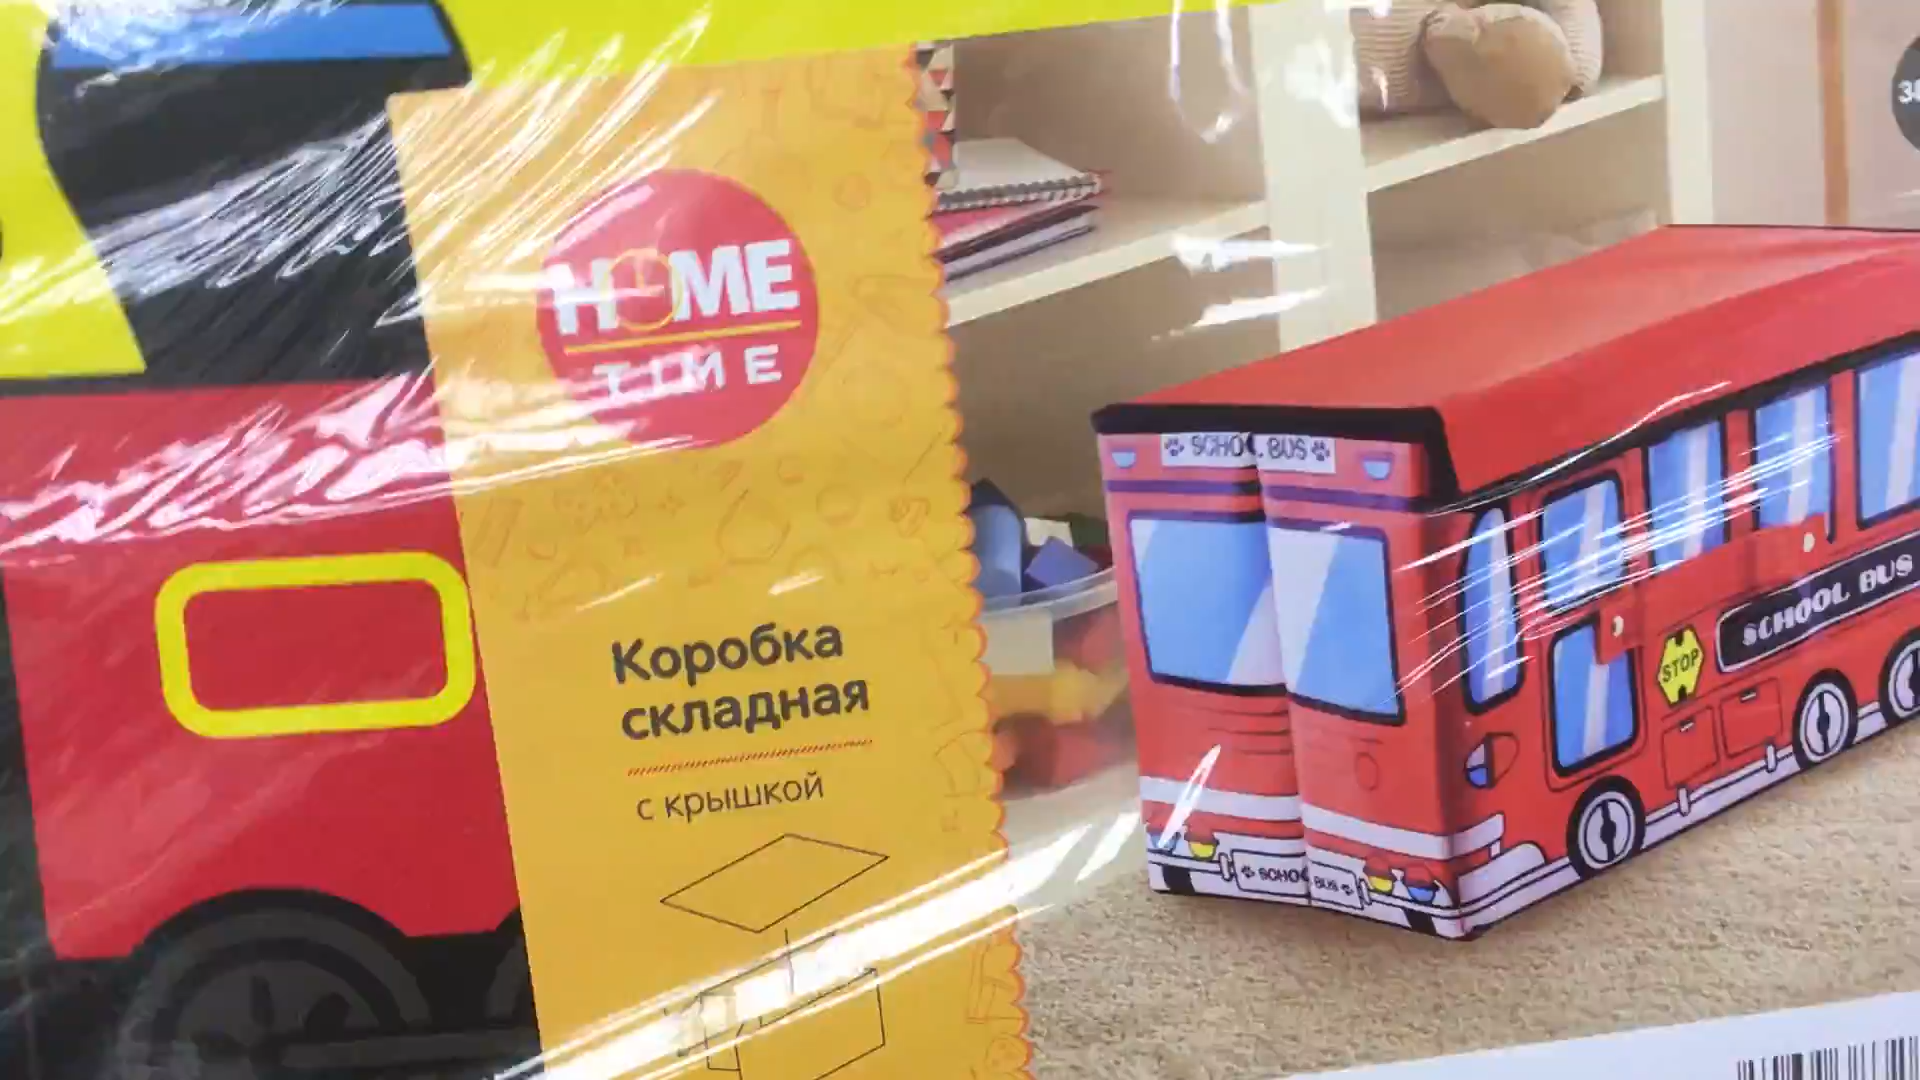 HOME
TIME
Коробка
складная
с крышкой
SCHOOL BUS
SCHOOL BUS
STOP
SCHOOL BUS